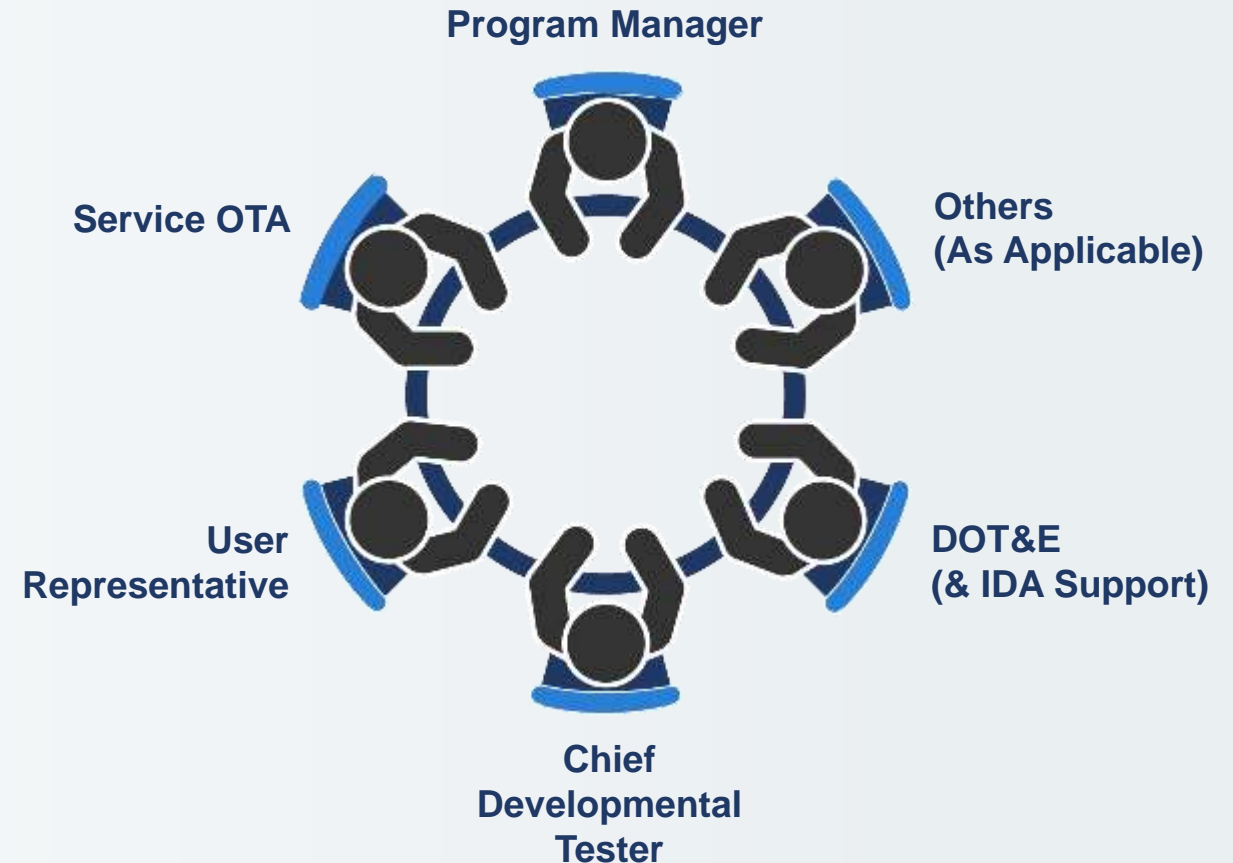 Program Manager
Service OTA
Others
(As Applicable)
User
Representative
DOT&E
(& IDA Support)
Chief
Developmental
Tester